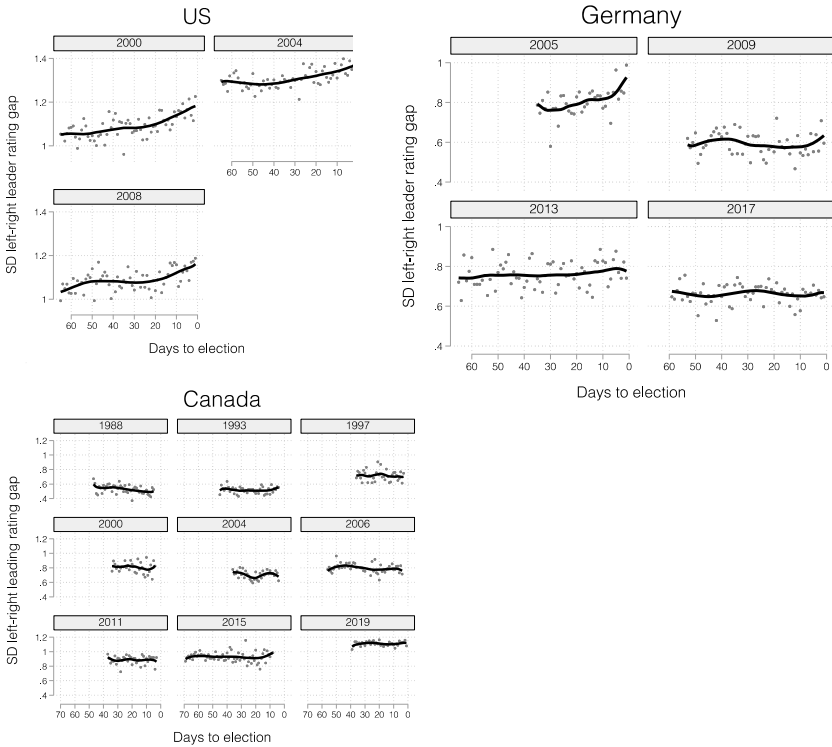 US
2000
2004
1.4
1.2
1
60 50 40 30 20 10 0
2008
1.4
1.2
1
60 50 40 30 20 10 0
SD left-right leader rating gap
Days to election
Germany
2005
2009
1
.8
.6
.4
2013
2017
1
.8
.6
.4
60 50 40 30 20 10 0
60 50 40 30 20 10 0
SD left-right leader rating gap
Days to election
Canada
1988
1993
1997
1.2
1
.8
.6
.4
2000
2004
2006
1.2
1
.8
.6
.4
2011
2015
2019
1.2
1
.8
.6
.4
70 60 50 40 30 20 10 0
70 60 50 40 30 20 10 0
70 60 50 40 30 20 10 0
SD left-right leading rating gap
Days to election